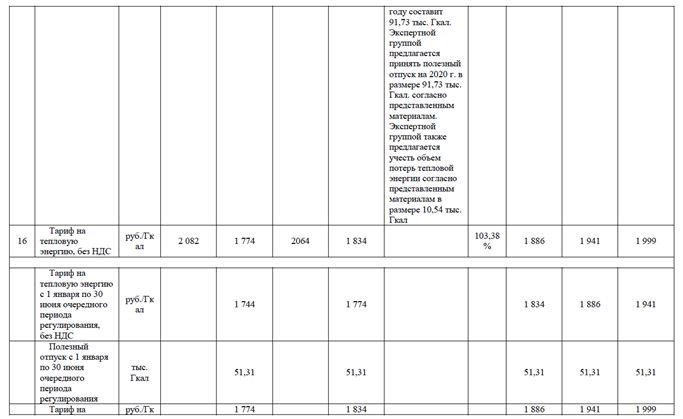 году составит
91,73 тыс. Гкал.
Экспертной
группой
предлагается
принять полезный
отпуск на 2020 г. в
размере 91,73 тыс.
Гкал. согласно
представленным
материалам.
Экспертной
группой также
предлагается
учесть объем
потерь тепловой
энергии согласно
представленным
материалам в
размере 10,54 тыс.
Гкал
16
Тариф на
тепловую
энергию, без НДС
руб./Гк
ал
2 082
1 774
2064
1 834
103,38
%
1 886
1 941
1 999
Тариф на
тепловую энергию
с 1 января по 30
июня очередного
периода
регулирования,
без НДС
руб./Гк
ал
1 744
1 774
1 834
1 886
1 941
Полезный
отпуск с 1 января
по 30 июня
очередного
периода
регулирования
тыс.
Гкал
51,31
51,31
51,31
51,31
51,31
Тариф на
руб./Гк
1 774
1 834
1 886
1 941
1 999